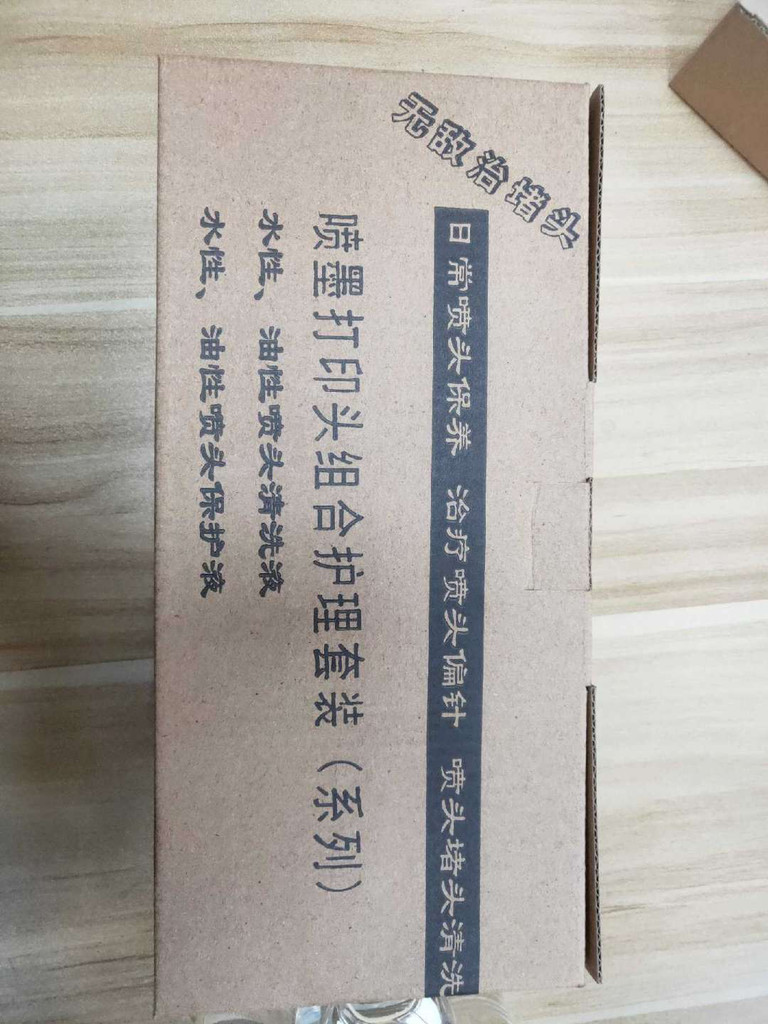 无敌治堵头
日常喷头保养 治疗喷头偏针 喷头堵头清洗
喷墨打印头组合护理套装（系列）
水性、油性喷头清洗液
水性、油性喷头保护液